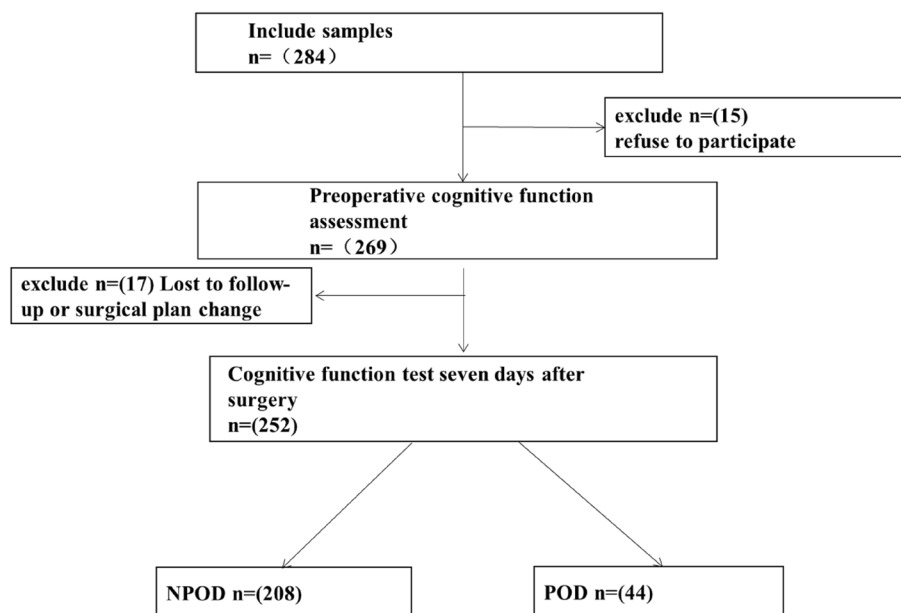 Include samples
n=（284）
exclude n=(15)
refuse to participate
Preoperative cognitive function
assessment
n=（269）
exclude n=(17) Lost to follow-
up or surgical plan change
Cognitive function test seven days after
surgery
n=(252)
NPOD n=(208)
POD n=(44)